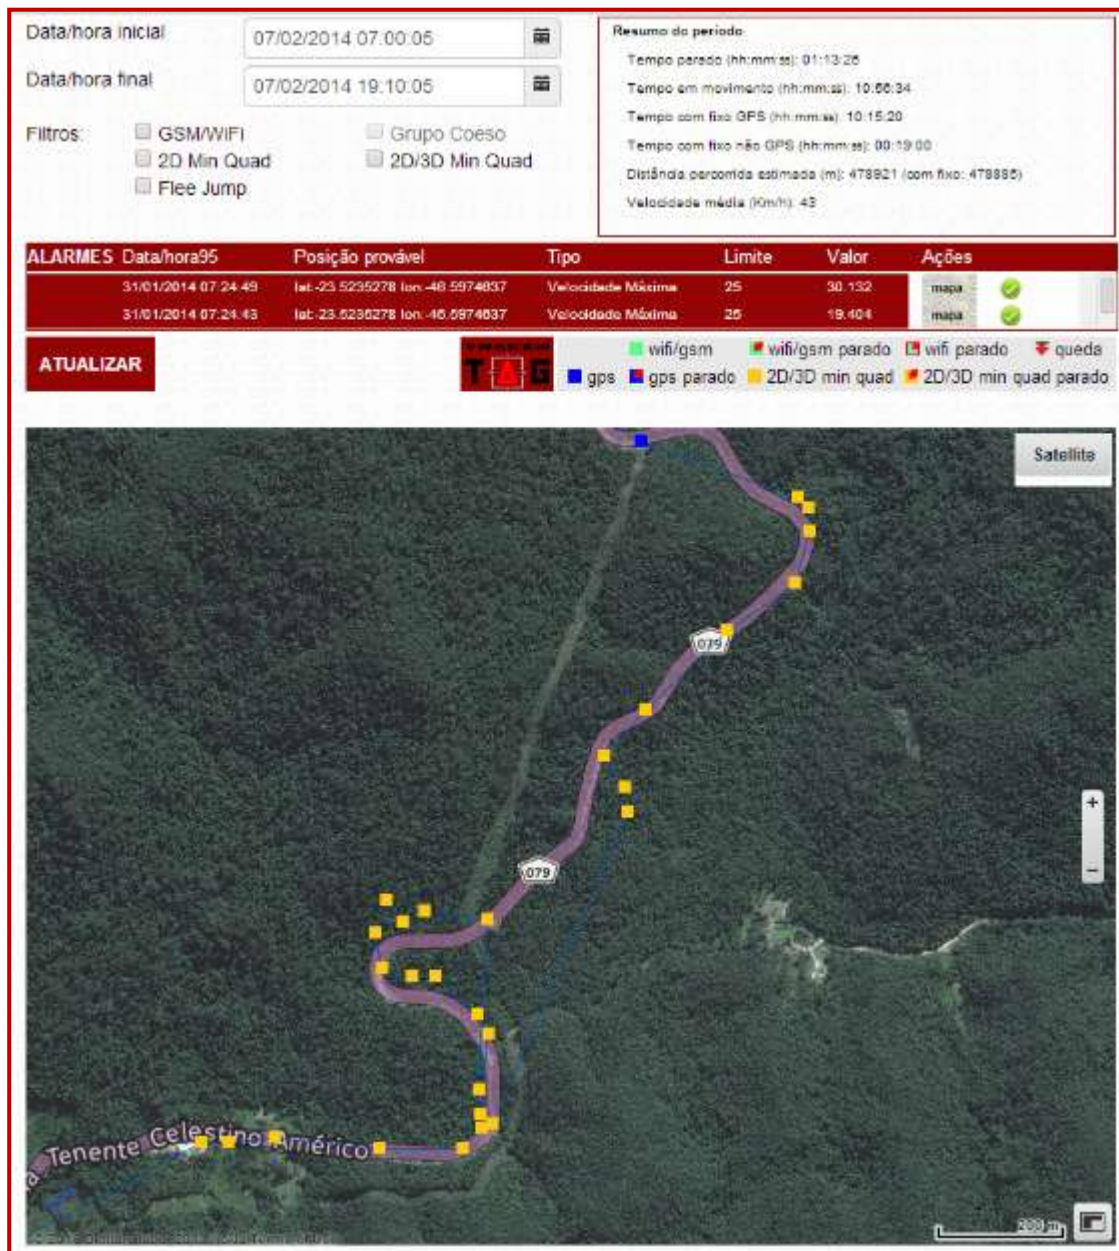 Data/hora inicial
07/02/2014 07:00:05
Data/hora final
07/02/2014 19:10:05
Filtros:
GSM/WiFi
Grupo Coeso
2D Min Quad
2D/3D Min Quad
Flee Jump
Resumo do período
Tempo parado (hh:mm:ss): 01:13:26
Tempo em movimento (hh:mm:ss): 10:56:34
Tempo com fixo GPS (hh:mm:ss): 10:15:20
Tempo com fixo não GPS (hh:mm:ss): 00:19:00
Distância percorrida estimada (m): 478921 (com fixo: 478885)
Velocidade média (Km/h): 43
ALARMES Data/hora95 Posição provável Tipo Limite Valor Ações
31/01/2014 07:24:49 lat:-23.5235278 lon:-46.5974637 Velocidade Máxima 25 30.132 mapa
31/01/2014 07:24:43 lat:-23.5235278 lon:-46.5974637 Velocidade Máxima 25 19.404 mapa
ATUALIZAR
TAG
wifi/gsm wifi/gsm parado wifi parado queda
gps gps parado 2D/3D min quad 2D/3D min quad parado
Satellite
079
079
+
−
Tenente Celestino Américo
200 m